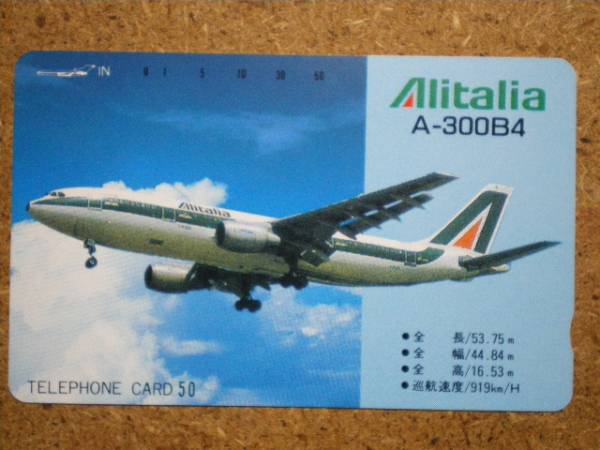 IN 0 1 5 10 30 50
Alitalia
A-300B4
Alitalia
●全 長/53.75m
●全 幅/44.84m
●全 高/16.53m
●巡航速度/919km/H
TELEPHONE CARD 50